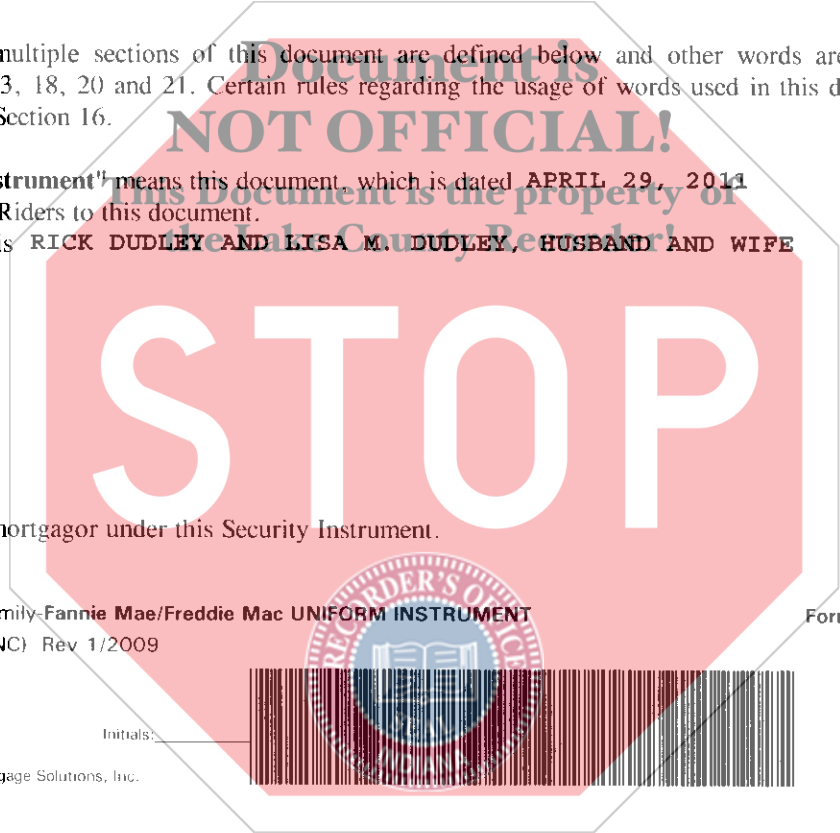 multiple sections of this document are defined below and other words are
3, 18, 20 and 21. Certain rules regarding the usage of words used in this d
Section 16.
Document is
NOT OFFICIAL!
This Document is the property of
the Lake County Recorder!
strument" means this document, which is dated APRIL 29, 2011
Riders to this document.
is RICK DUDLEY AND LISA M. DUDLEY, HUSBAND AND WIFE
STOP
mortgagor under this Security Instrument.
mily-Fannie Mae/Freddie Mac UNIFORM INSTRUMENT
Form
NC) Rev 1/2009
RECORDER'S OFFICE
SEAL
INDIANA
Initials:
gage Solutions, Inc.